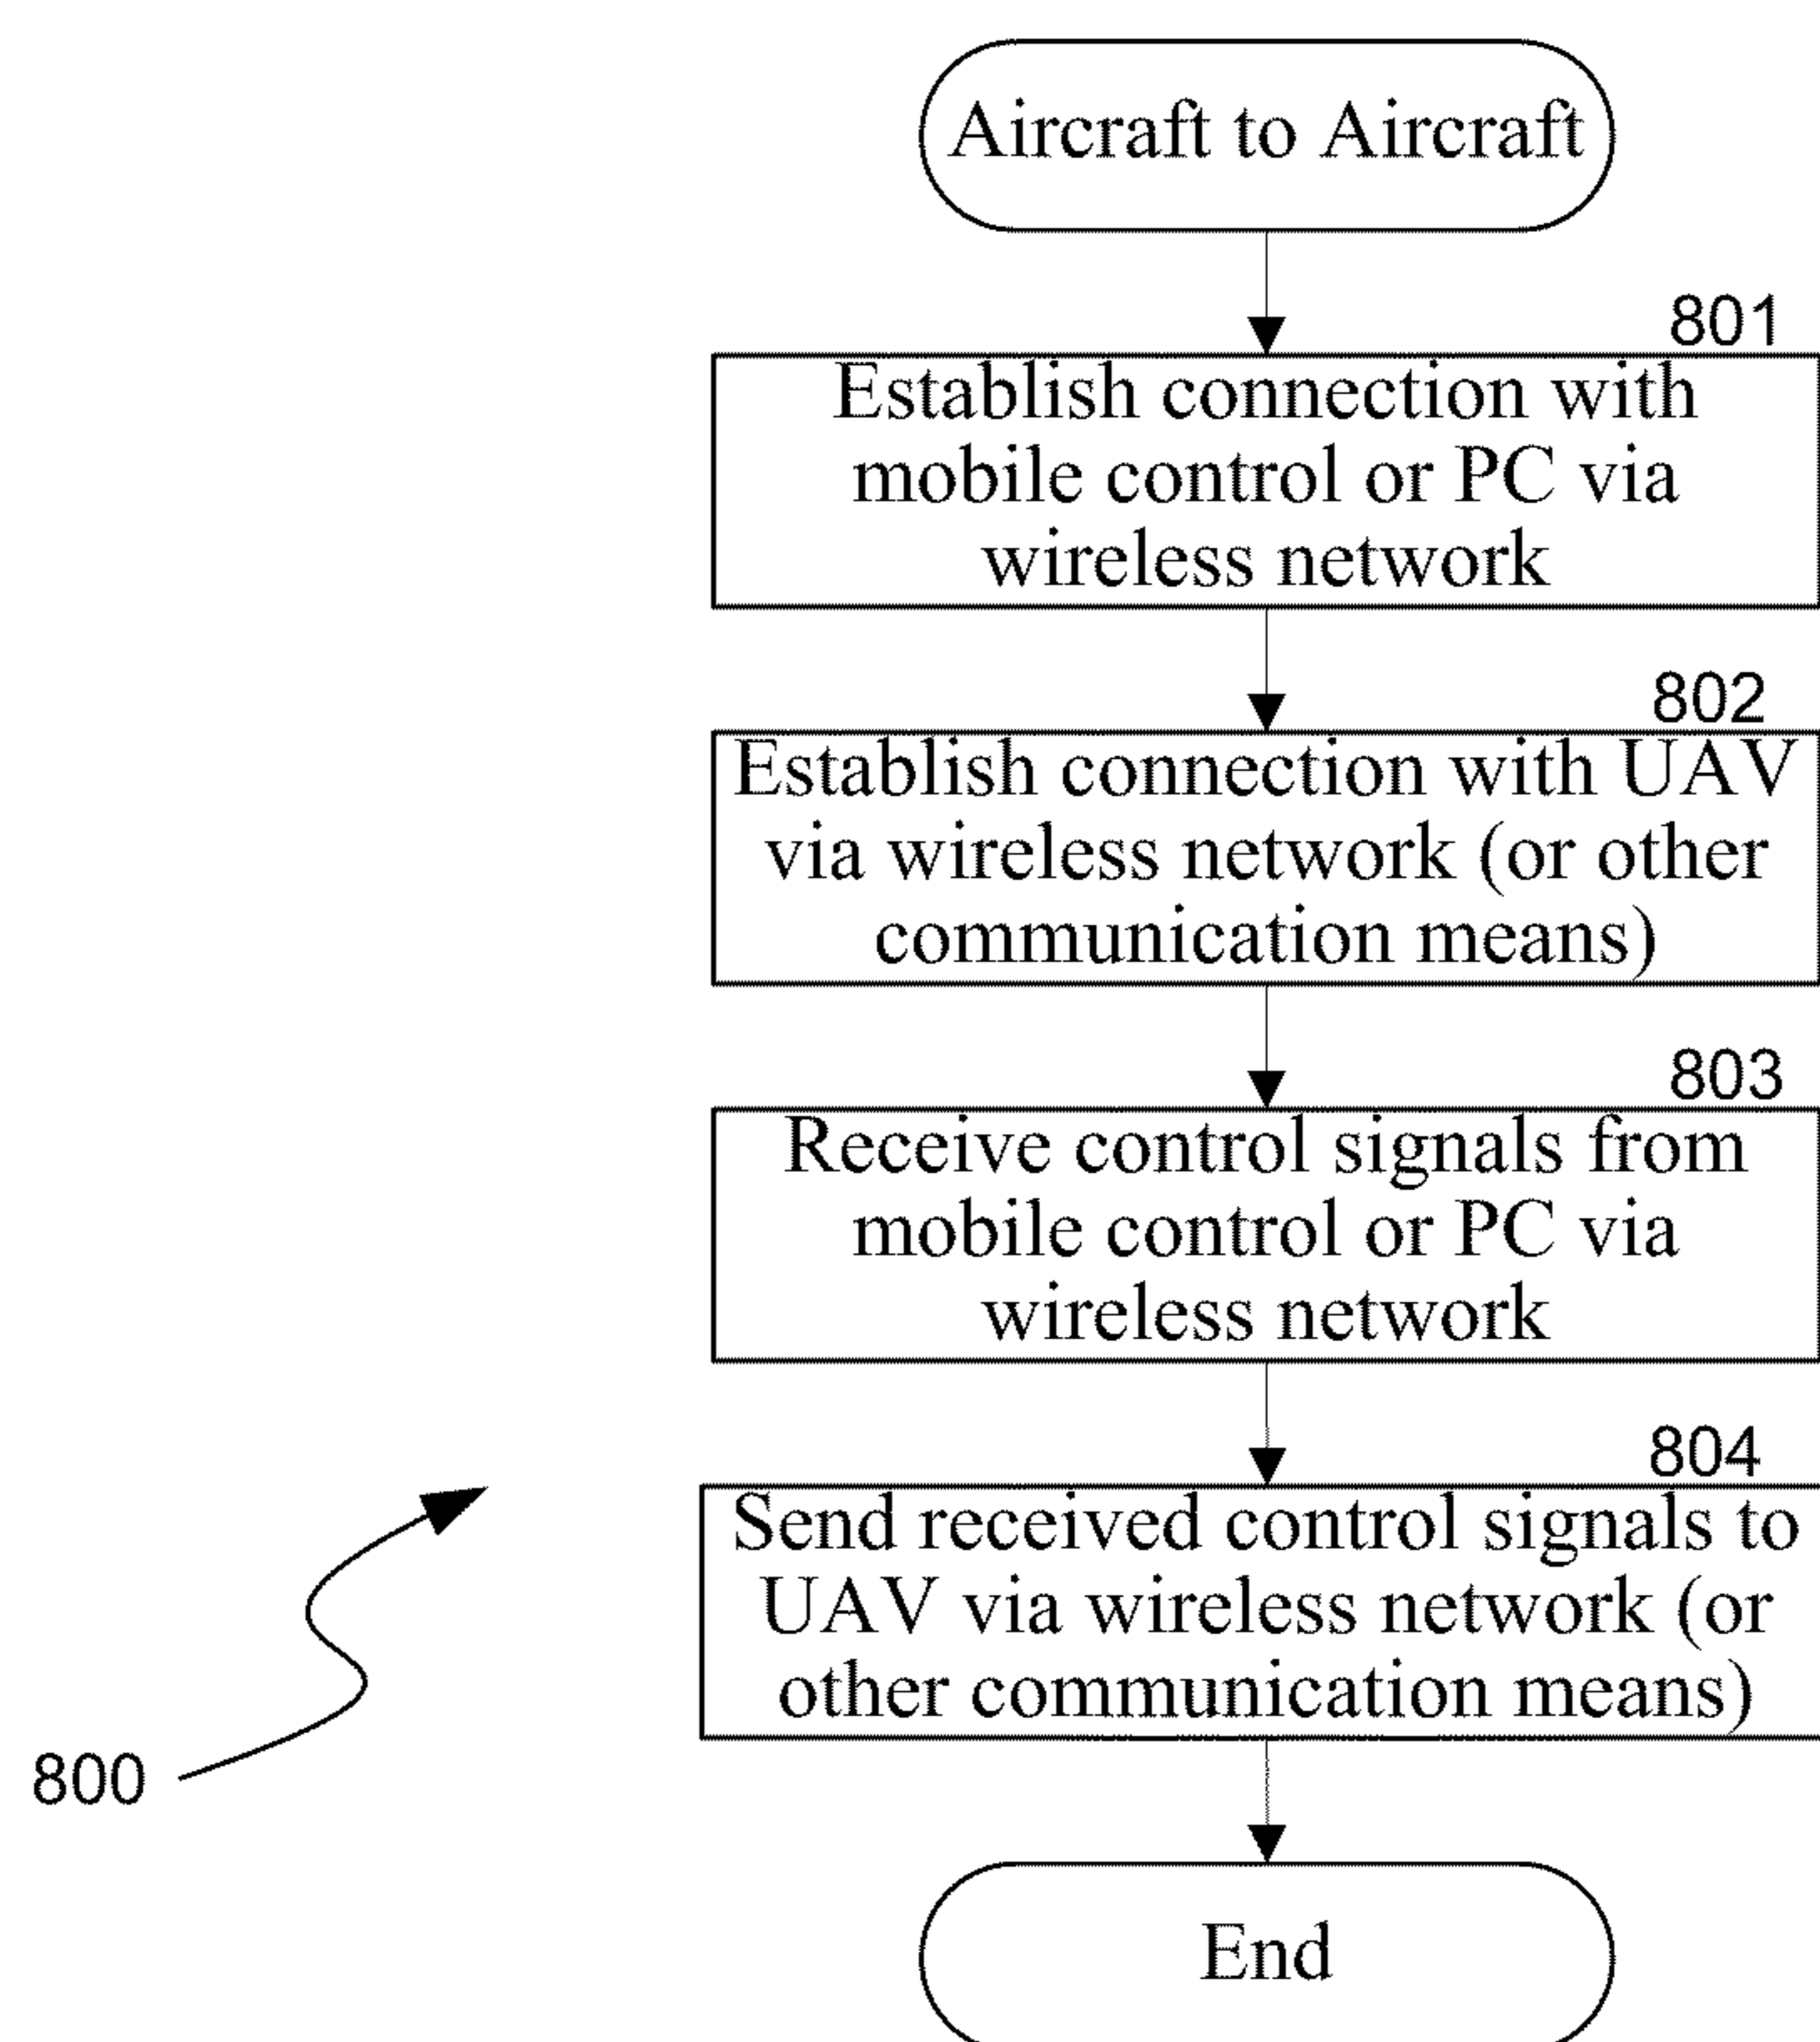 Aircraft to Aircraft
801
Establish connection with
mobile control or PC via
wireless network
802
Establish connection with UAV
via wireless network (or other
communication means)
803
Receive control signals from
mobile control or PC via
wireless network
804
Send received control signals to
UAV via wireless network (or
other communication means)
800
End